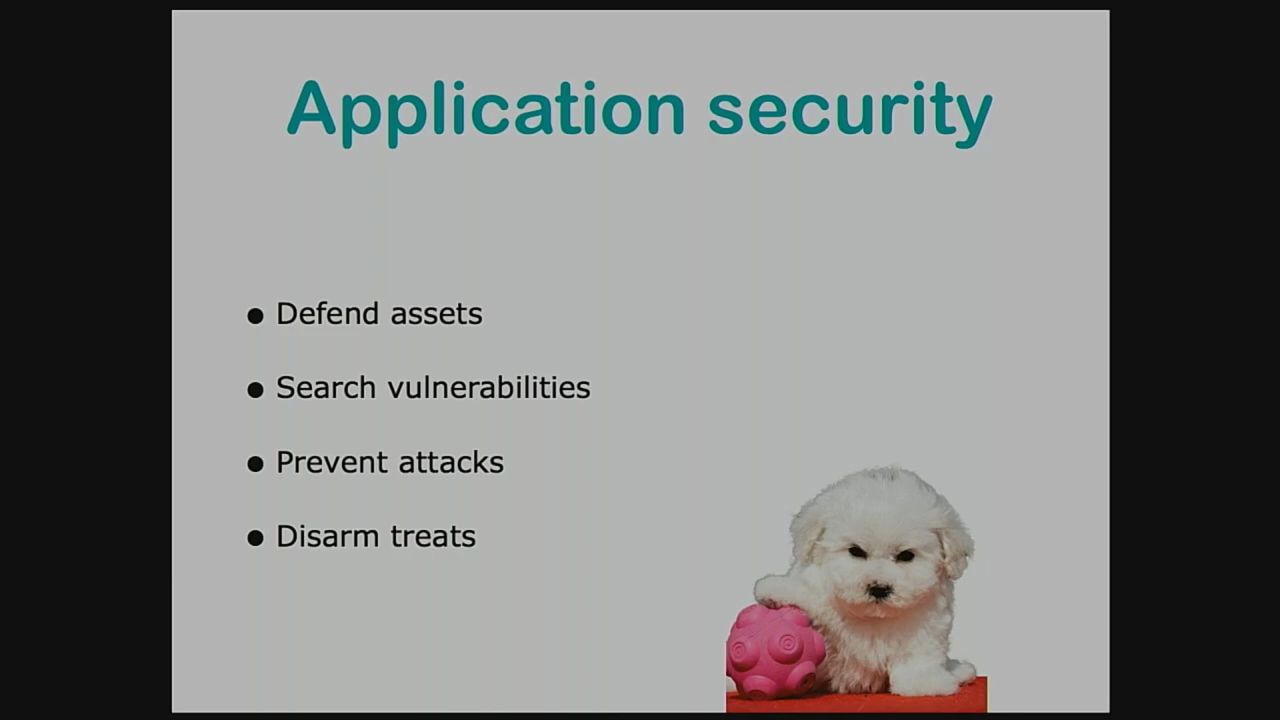 Application security
● Defend assets
● Search vulnerabilities
● Prevent attacks
● Disarm treats